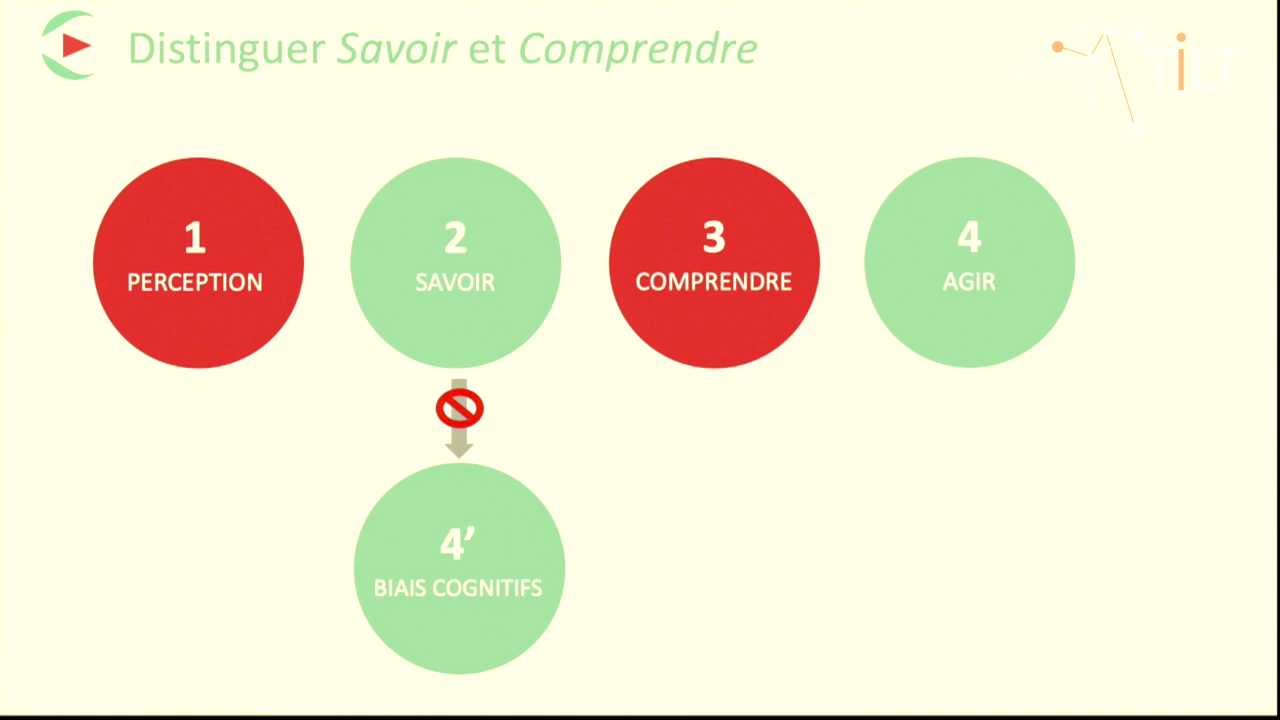 Distinguer Savoir et Comprendre
TiLT
1
PERCEPTION
2
SAVOIR
3
COMPRENDRE
4
AGIR
4’
BIAIS COGNITIFS